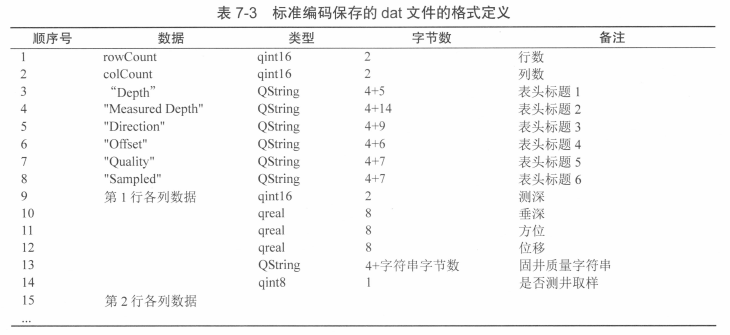 表 7-3 标准编码保存的 dat 文件的格式定义
顺序号 数据 类型 字节数 备注
1 rowCount qint16 2 行数
2 colCount qint16 2 列数
3 “Depth” QString 4+5 表头标题 1
4 "Measured Depth" QString 4+14 表头标题 2
5 "Direction" QString 4+9 表头标题 3
6 "Offset" QString 4+6 表头标题 4
7 "Quality" QString 4+7 表头标题 5
8 "Sampled" QString 4+7 表头标题 6
9 第 1 行各列数据 qint16 2 测深
10 qreal 8 垂深
11 qreal 8 方位
12 qreal 8 位移
13 QString 4+字符串字节数 固井质量字符串
14 qint8 1 是否测井取样
15 第 2 行各列数据
...